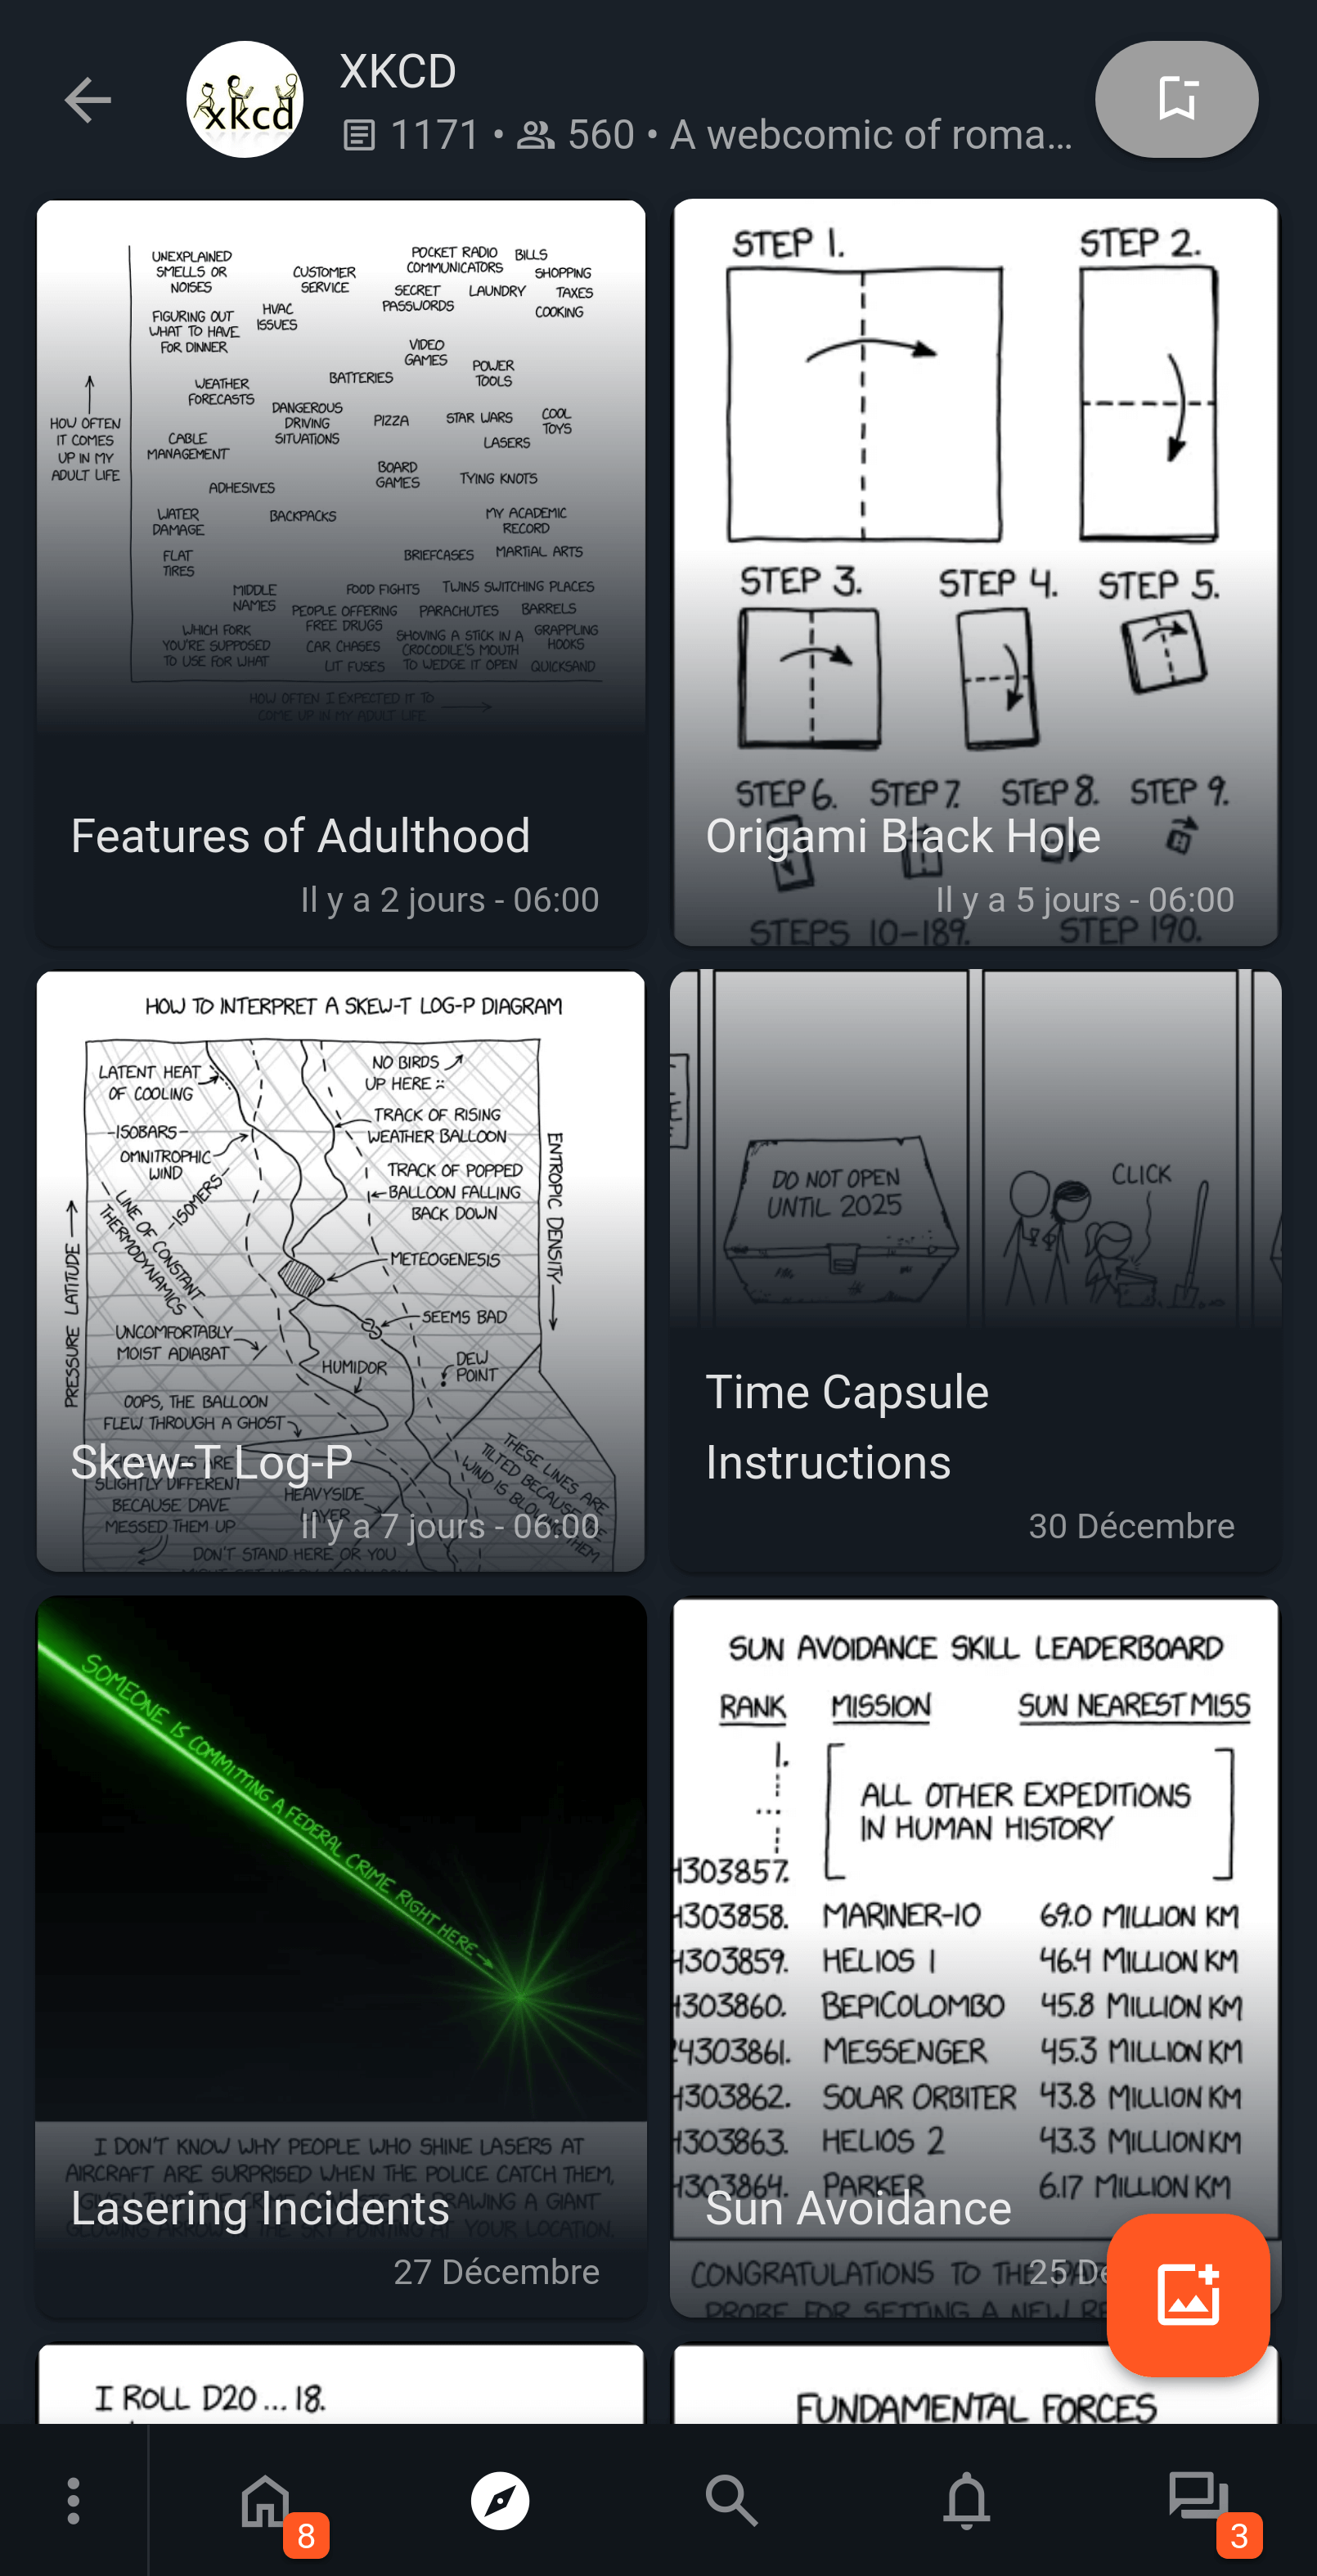 xkcd
XKCD
1171 • 560 • A webcomic of roma...
UNEXPLAINED
SMELLS OR
NOISES
CUSTOMER
SERVICE
POCKET RADIO
COMMUNICATORS
BILLS
SHOPPING
SECRET
PASSWORDS
LAUNDRY
TAXES
COOKING
FIGURING OUT
WHAT TO HAVE
FOR DINNER
HVAC
ISSUES
VIDEO
GAMES
POWER
TOOLS
BATTERIES
WEATHER
FORECASTS
DANGEROUS
DRIVING
SITUATIONS
PIZZA
STAR WARS
COOL
TOYS
LASERS
HOW OFTEN
IT COMES
UP IN MY
ADULT LIFE
CABLE
MANAGEMENT
BOARD
GAMES
TYING KNOTS
ADHESIVES
WATER
DAMAGE
BACKPACKS
MY ACADEMIC
RECORD
FLAT
TIRES
BRIEFCASES
MARTIAL ARTS
MIDDLE
NAMES
FOOD FIGHTS
TWINS SWITCHING PLACES
PEOPLE OFFERING
FREE DRUGS
PARACHUTES
BARRELS
WHICH FORK
YOU'RE SUPPOSED
TO USE FOR WHAT
CAR CHASES
SHOVING A STICK IN A
CROCODILE'S MOUTH
TO WEDGE IT OPEN
GRAPPLING
HOOKS
LIT FUSES
QUICKSAND
HOW OFTEN I EXPECTED IT TO
COME UP IN MY ADULT LIFE
Features of Adulthood
Il y a 2 jours - 06:00
STEP 1.
STEP 2.
STEP 3.
STEP 4.
STEP 5.
STEP 6.
STEP 7.
STEP 8.
STEP 9.
Origami Black Hole
Il y a 5 jours - 06:00
STEPS 10-189.
STEP 190.
HOW TO INTERPRET A SKEW-T LOG-P DIAGRAM
LATENT HEAT
OF COOLING
NO BIRDS
UP HERE :(
-ISOBARS-
TRACK OF RISING
WEATHER BALLOON
OMNITROPHIC
WIND
-ISOMERS-
TRACK OF POPPED
BALLOON FALLING
BACK DOWN
LINE OF CONSTANT
THERMODYNAMICS
ENTROPIC DENSITY
PRESSURE LATITUDE
METEOGENESIS
SEEMS BAD
UNCOMFORTABLY
MOIST ADIABAT
HUMIDOR
DEW
POINT
OOPS, THE BALLOON
FLEW THROUGH A GHOST
Skew-T Log-P
ARE
SLIGHTLY DIFFERENT
BECAUSE DAVE
MESSED THEM UP
HEAVYSIDE
LAYER
THESE LINES ARE
TILTED BECAUSE THE
WIND IS BLOWING THEM
Il y a 7 jours - 06:00
DON'T STAND HERE OR YOU
DO NOT OPEN
UNTIL 2025
CLICK
Time Capsule
Instructions
30 Décembre
SOMEONE IS COMMITTING A FEDERAL CRIME RIGHT HERE
I DON'T KNOW WHY PEOPLE WHO SHINE LASERS AT
AIRCRAFT ARE SURPRISED WHEN THE POLICE CATCH THEM,
GIVEN THAT THE CRIME CONSISTS OF DRAWING A GIANT
GLOWING ARROW IN THE SKY POINTING AT YOUR LOCATION.
Lasering Incidents
27 Décembre
SUN AVOIDANCE SKILL LEADERBOARD
RANK MISSION SUN NEAREST MISS
1.
...
ALL OTHER EXPEDITIONS
IN HUMAN HISTORY
4303857.
4303858. MARINER-10 69.0 MILLION KM
4303859. HELIOS 1 46.4 MILLION KM
4303860. BEPICOLOMBO 45.8 MILLION KM
24303861. MESSENGER 45.3 MILLION KM
4303862. SOLAR ORBITER 43.8 MILLION KM
4303863. HELIOS 2 43.3 MILLION KM
4303864. PARKER 6.17 MILLION KM
Sun Avoidance
25 Dé
CONGRATULATIONS TO THE PA
PROBE FOR SETTING A NEW RE
I ROLL D20 ... 18.
FUNDAMENTAL FORCES
8
3